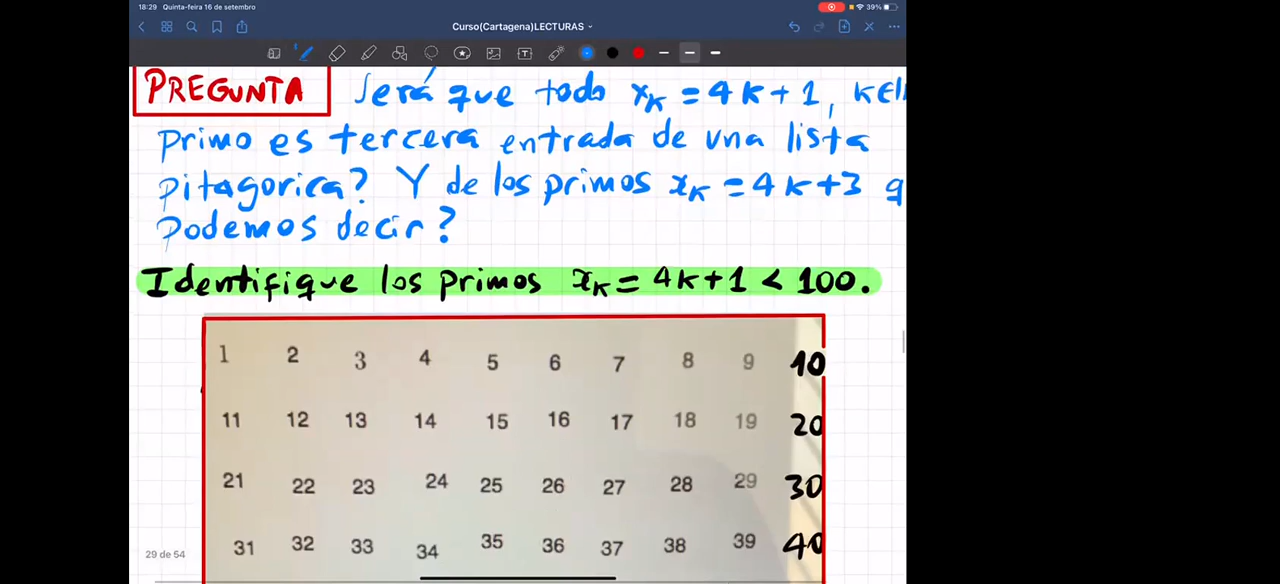 18:29 Quinta-feira 16 de setembro
39%
Curso(Cartagena)LECTURAS
PREGUNTA Será que todo xₖ = 4k+1, k∈
primo es tercera entrada de una lista
pitagorica? Y de los primos xₖ = 4k+3 q
podemos decir?
Identifique los primos xₖ = 4k+1 < 100.
1 2 3 4 5 6 7 8 9 10
11 12 13 14 15 16 17 18 19 20
21 22 23 24 25 26 27 28 29 30
31 32 33 34 35 36 37 38 39 40
29 de 54